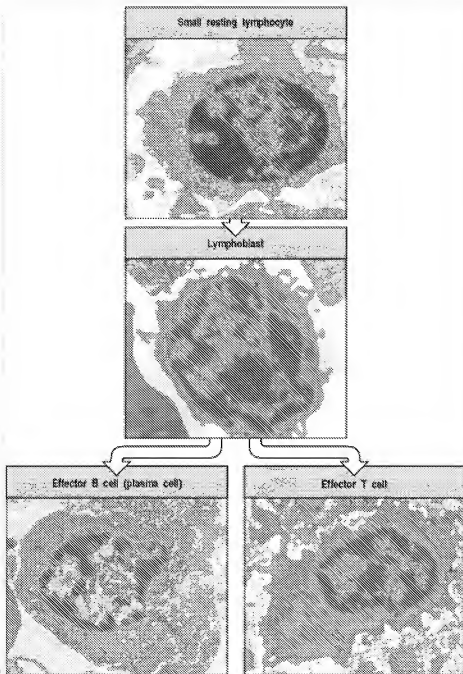 Small resting lymphocyte
Lymphoblast
Effector B cell (plasma cell)
Effector T cell